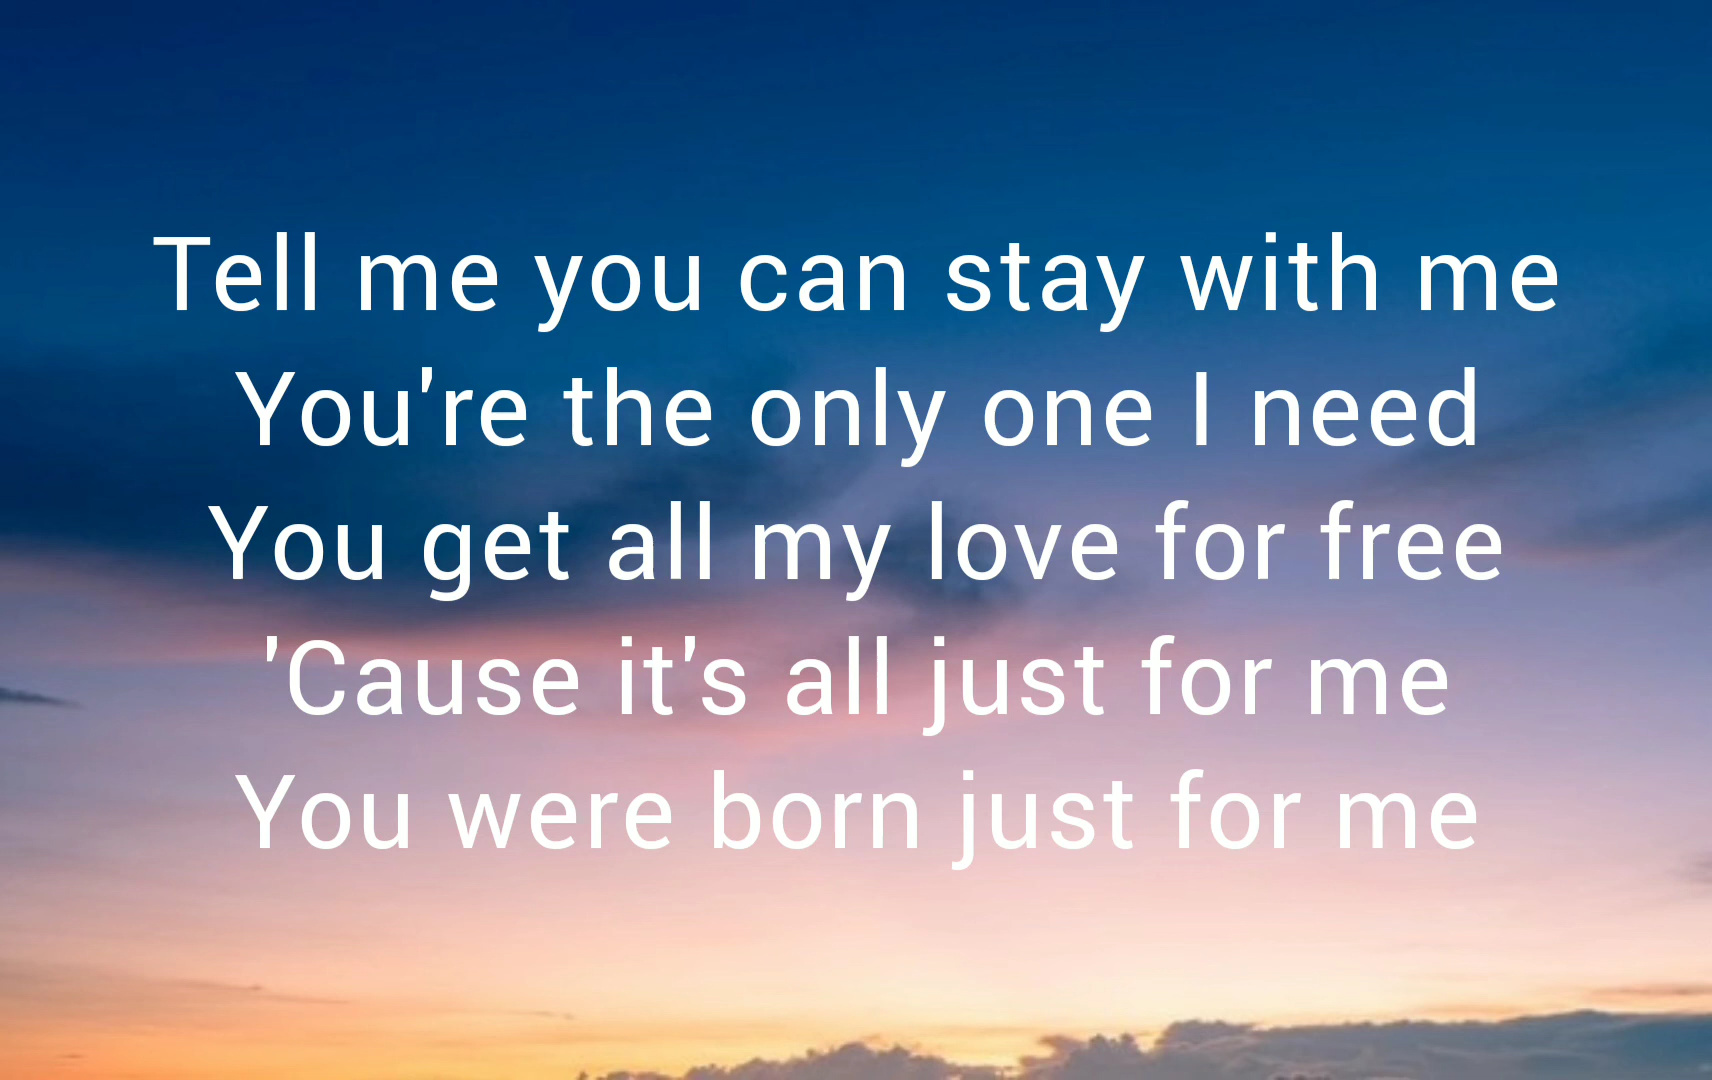 Tell me you can stay with me
You're the only one I need
You get all my love for free
'Cause it's all just for me
You were born just for me